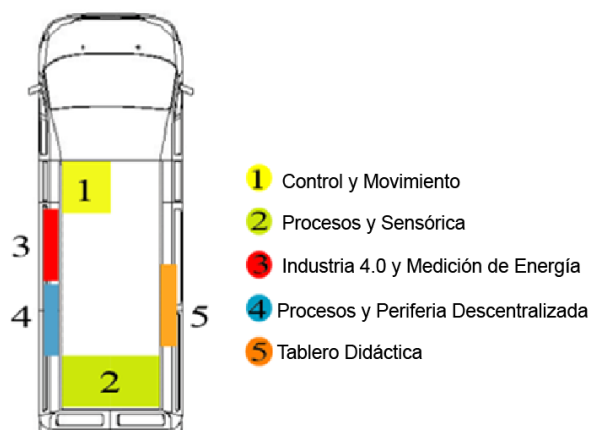 1
3
4
5
2
1 Control y Movimiento
2 Procesos y Sensórica
3 Industria 4.0 y Medición de Energía
4 Procesos y Periferia Descentralizada
5 Tablero Didáctica